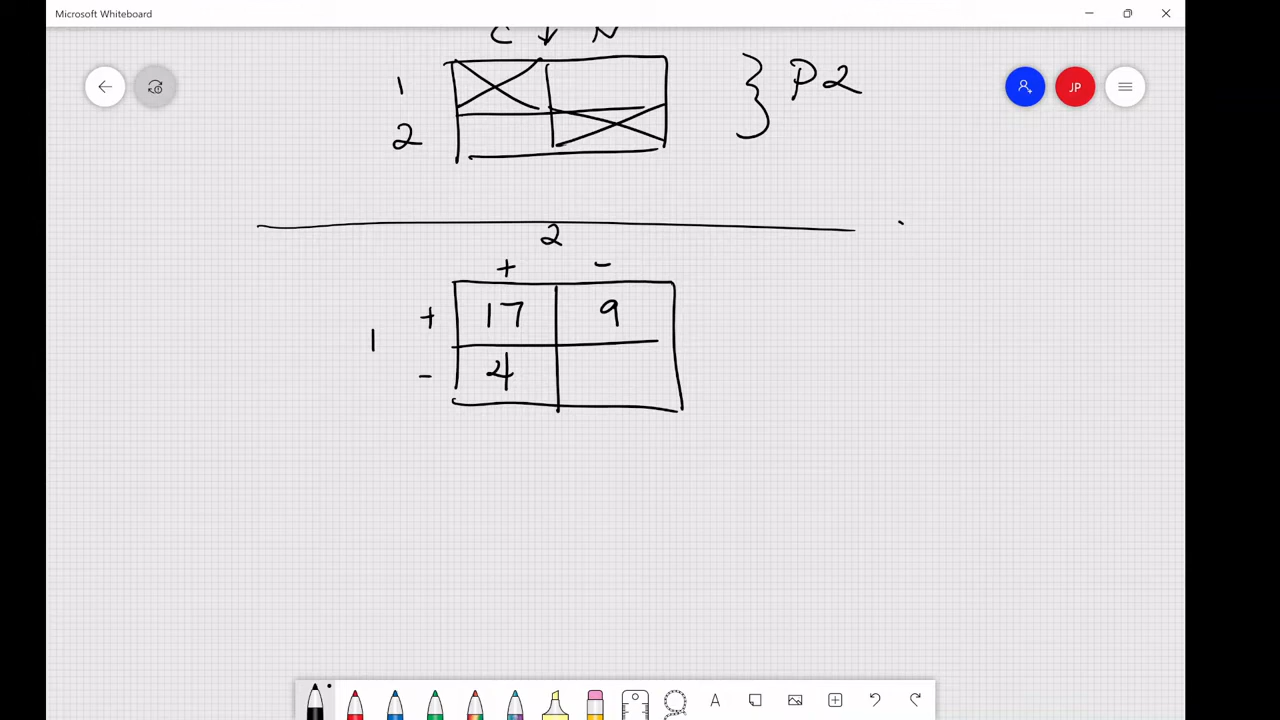 Microsoft Whiteboard
C ↓ N
1
2
} P2
JP
2
+ -
+ 17 9
1
- 4
A